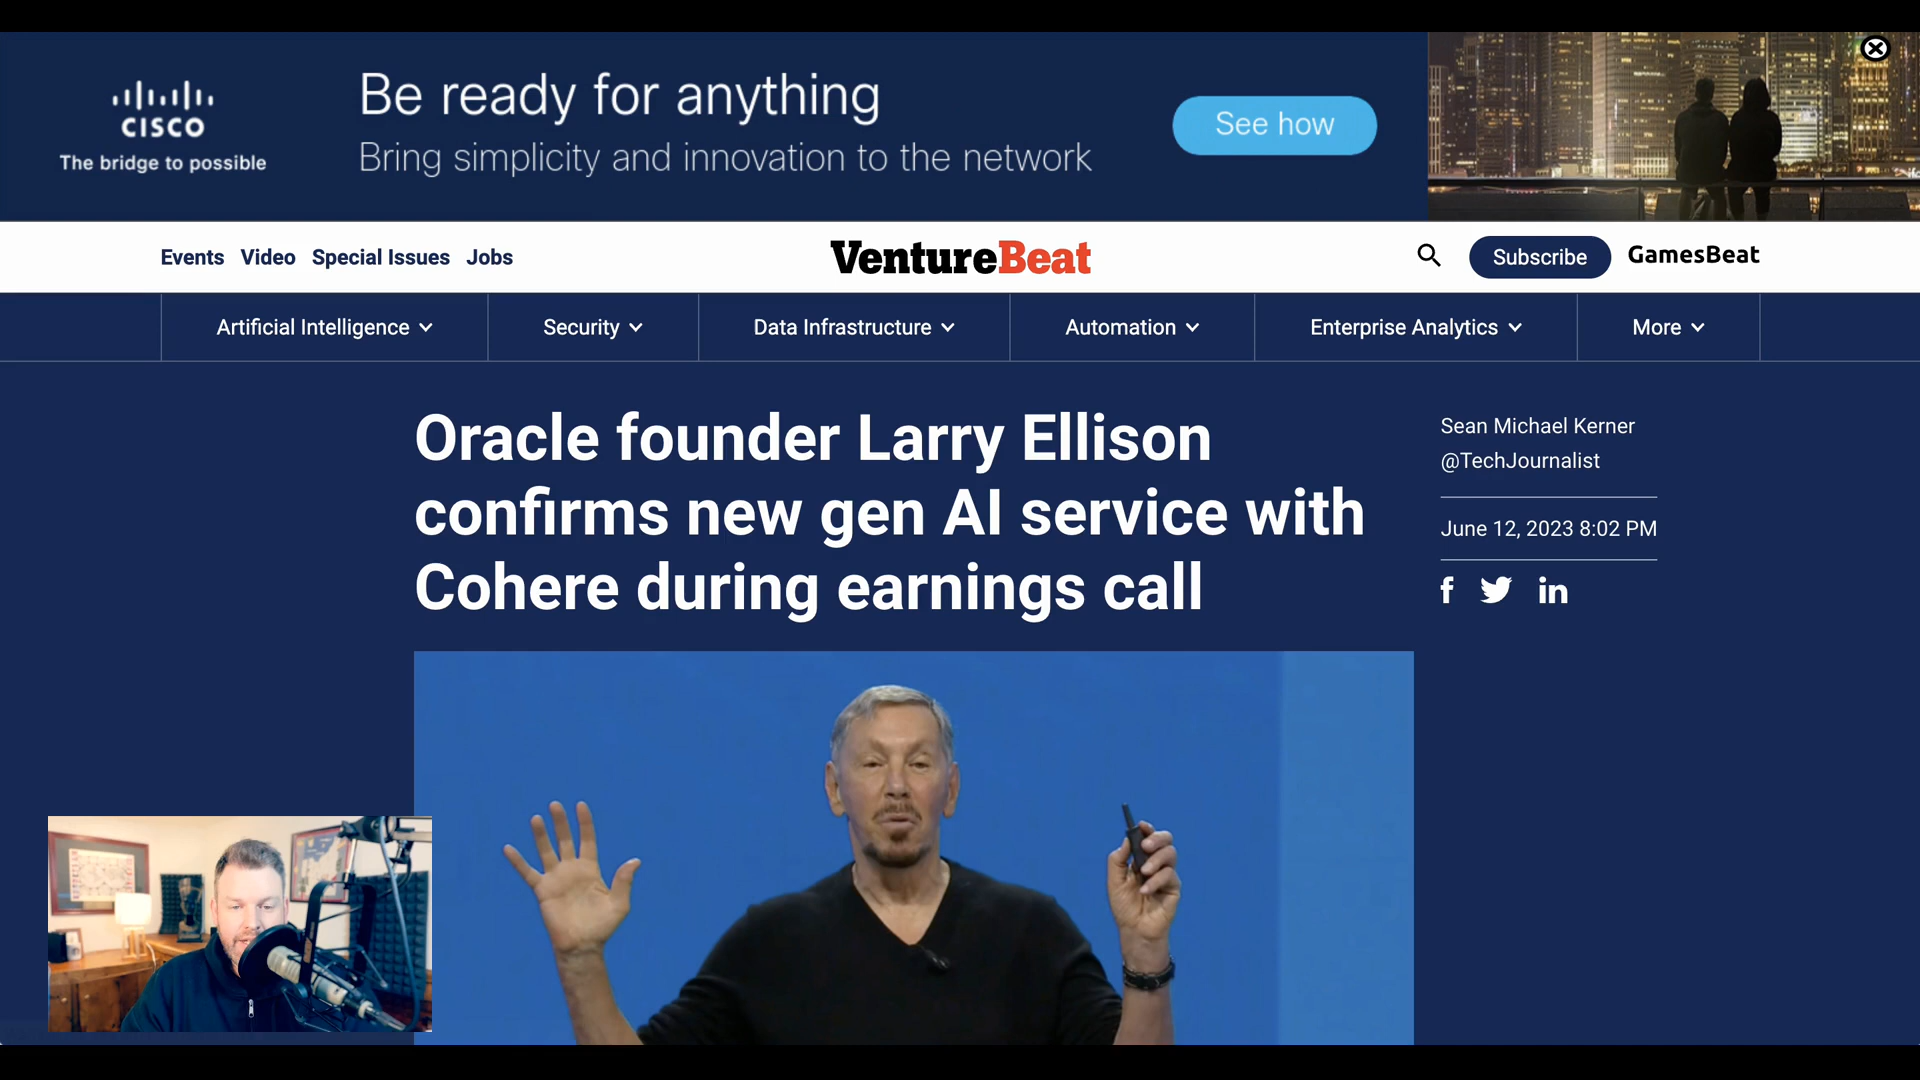 CISCO
The bridge to possible
Be ready for anything
Bring simplicity and innovation to the network
See how
Events Video Special Issues Jobs
VentureBeat
Subscribe
GamesBeat
Artificial Intelligence
Security
Data Infrastructure
Automation
Enterprise Analytics
More
Oracle founder Larry Ellison
confirms new gen AI service with
Cohere during earnings call
Sean Michael Kerner
@TechJournalist
June 12, 2023 8:02 PM